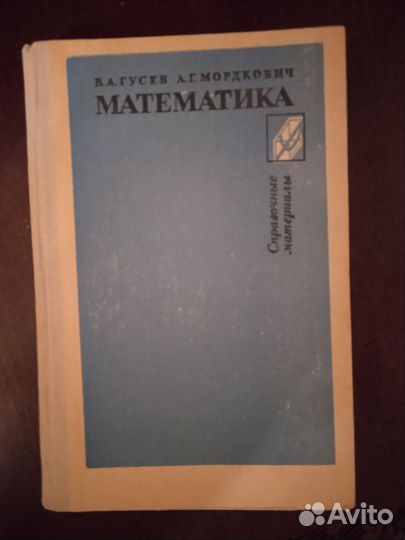 В.А.ГУСЕВ А.Г.МОРДКОВИЧ
МАТЕМАТИКА
Справочные
материалы
Avito